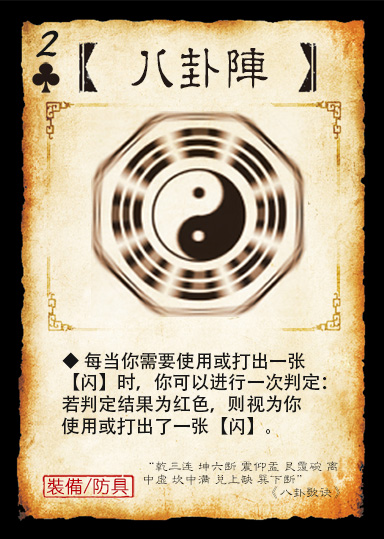 2
【八卦陣】
◆每当你需要使用或打出一张
【闪】时，你可以进行一次判定：
若判定结果为红色，则视为你
使用或打出了一张【闪】。
裝備/防具
“乾三连 坤六断 震仰盂 艮覆碗 离
中虚 坎中满 兑上缺 巽下断”
《八卦歌诀》